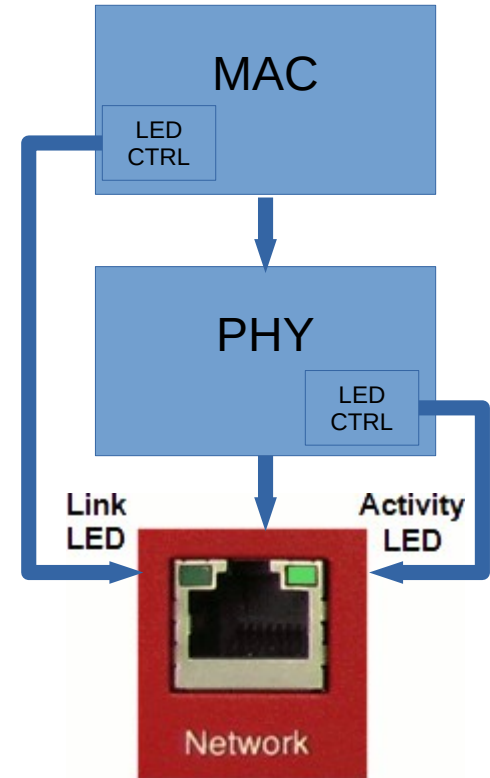 MAC
LED
CTRL
PHY
LED
CTRL
Link
LED
Activity
LED
Network